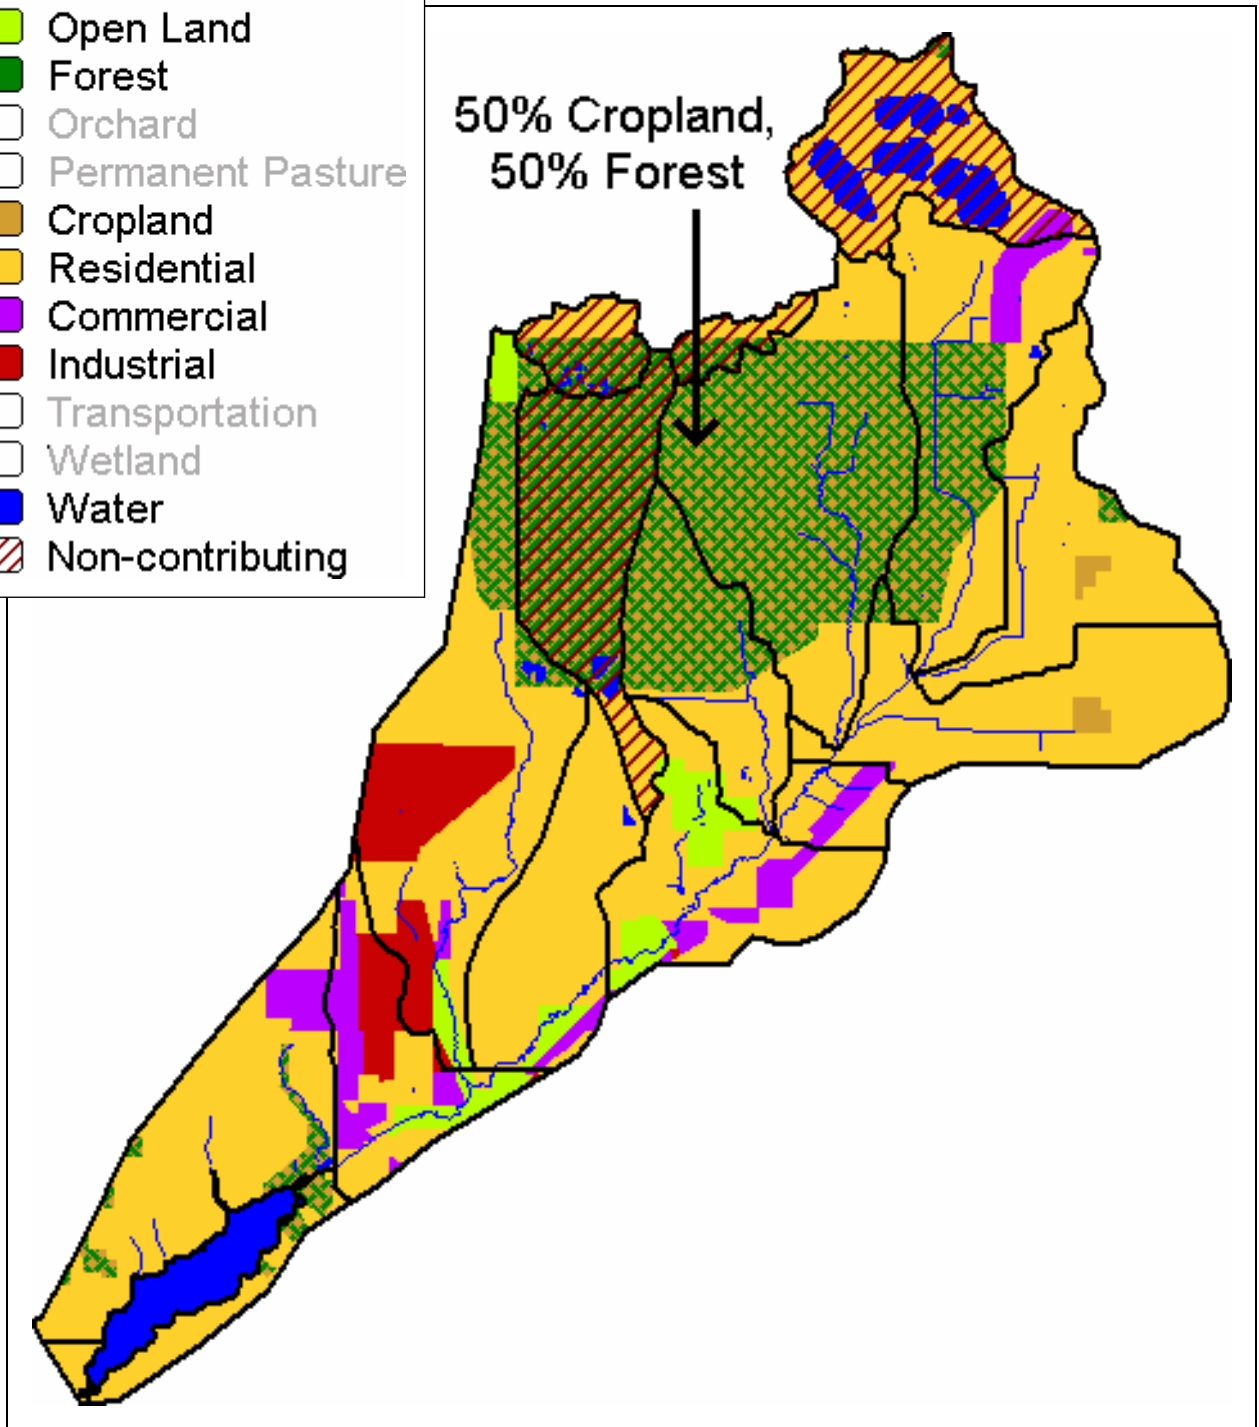 Open Land
Forest
Orchard
Permanent Pasture
Cropland
Residential
Commercial
Industrial
Transportation
Wetland
Water
Non-contributing
50% Cropland,
50% Forest